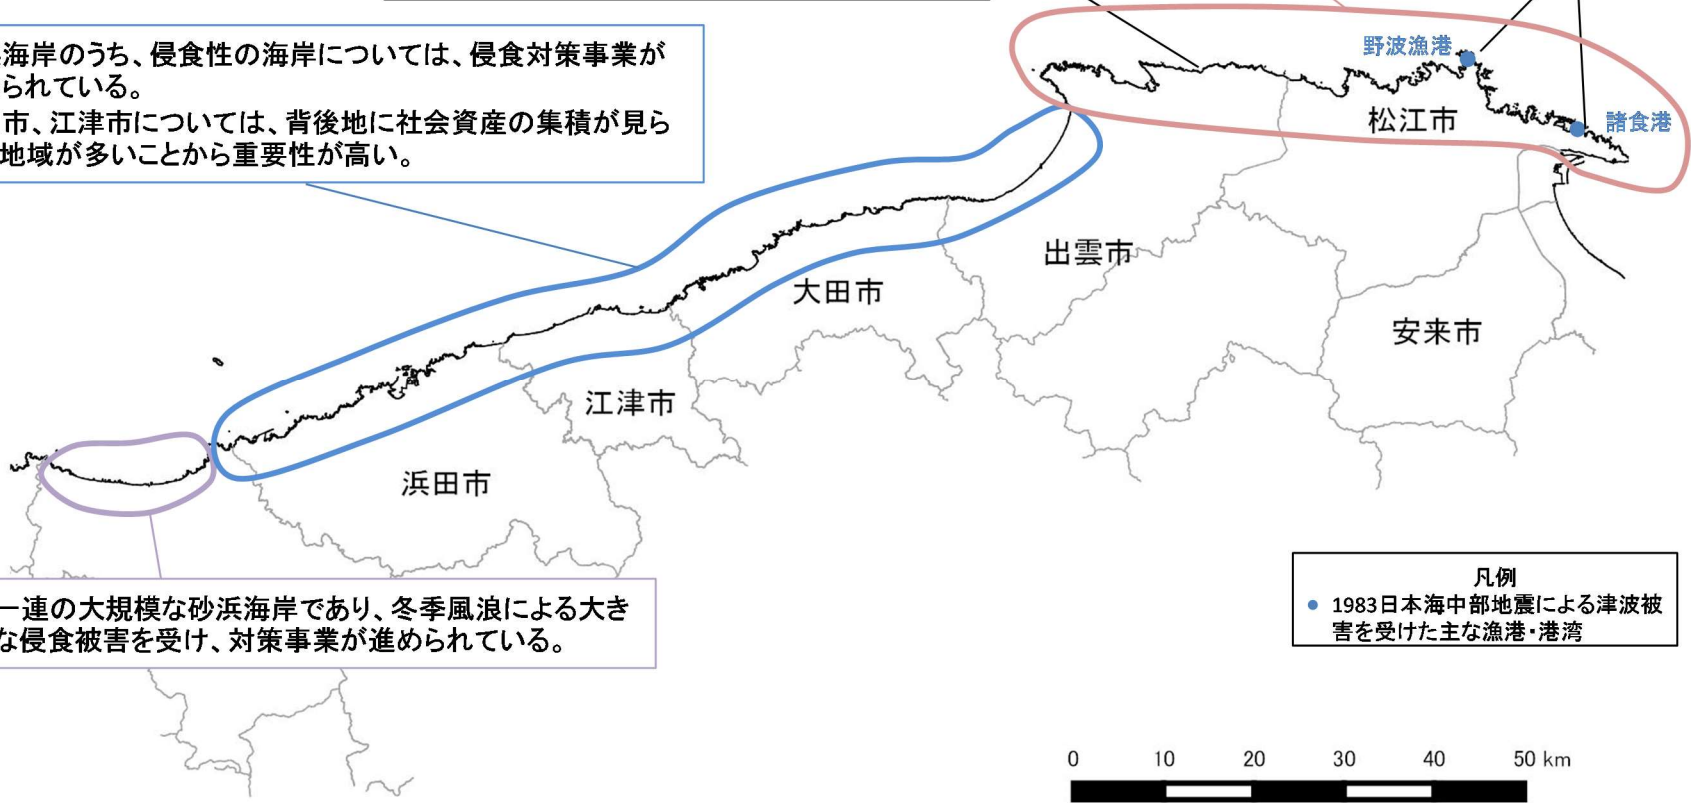 海岸のうち、侵食性の海岸については、侵食対策事業が
られている。
市、江津市については、背後地に社会資産の集積が見ら
地域が多いことから重要性が高い。
野波漁港
松江市
諸食港
出雲市
大田市
安来市
江津市
浜田市
一連の大規模な砂浜海岸であり、冬季風浪による大き
な侵食被害を受け、対策事業が進められている。
凡例
1983日本海中部地震による津波被
害を受けた主な漁港・港湾
0 10 20 30 40 50 km